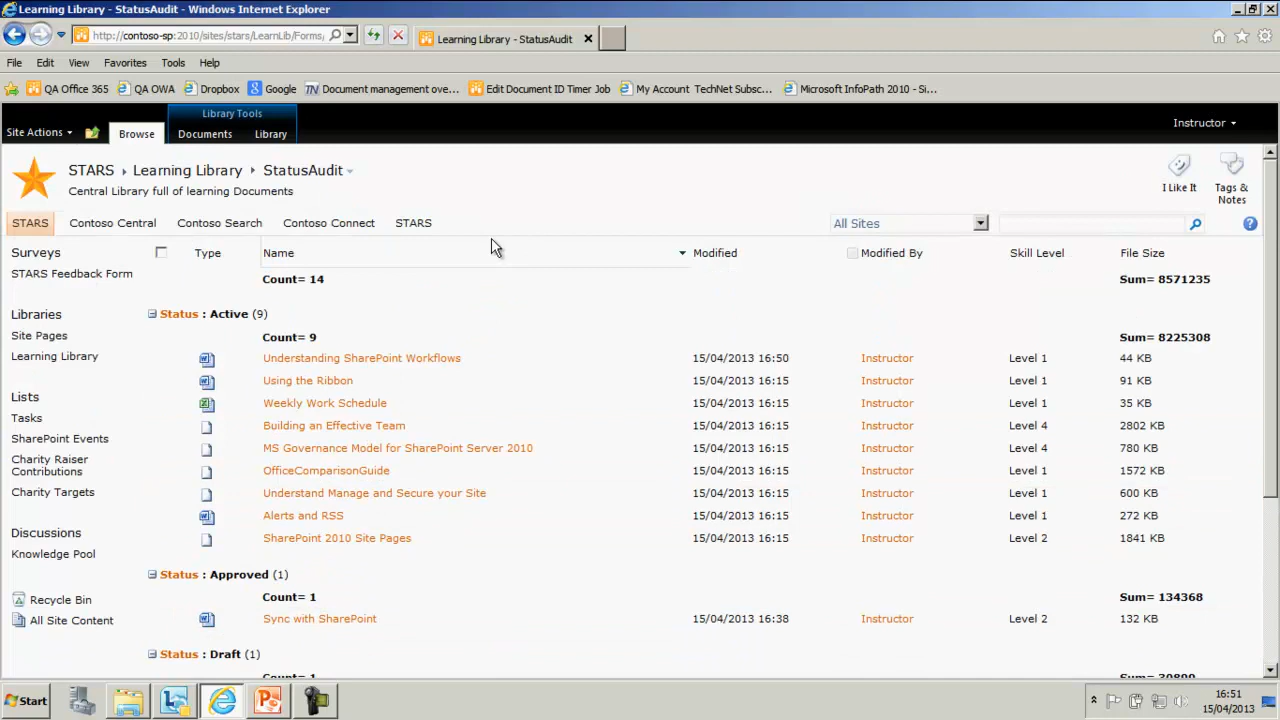 Learning Library - StatusAudit - Windows Internet Explorer
http://contoso-sp:2010/sites/stars/LearnLib/Forms,
Learning Library - StatusAudit
File Edit View Favorites Tools Help
QA Office 365 QA OWA Dropbox Google Document management ove... Edit Document ID Timer Job My Account TechNet Subsc... Microsoft InfoPath 2010 - Si...
Library Tools
Site Actions Browse Documents Library Instructor
STARS Learning Library StatusAudit
Central Library full of learning Documents
I Like It Tags & Notes
STARS Contoso Central Contoso Search Contoso Connect STARS All Sites
Surveys
STARS Feedback Form
Libraries
Site Pages
Learning Library
Lists
Tasks
SharePoint Events
Charity Raiser
Contributions
Charity Targets
Discussions
Knowledge Pool
Recycle Bin
All Site Content
Type Name Modified Modified By Skill Level File Size
Count= 14 Sum= 8571235
Status : Active (9)
Count= 9 Sum= 8225308
Understanding SharePoint Workflows 15/04/2013 16:50 Instructor Level 1 44 KB
Using the Ribbon 15/04/2013 16:15 Instructor Level 1 91 KB
Weekly Work Schedule 15/04/2013 16:15 Instructor Level 1 35 KB
Building an Effective Team 15/04/2013 16:15 Instructor Level 4 2802 KB
MS Governance Model for SharePoint Server 2010 15/04/2013 16:15 Instructor Level 4 780 KB
OfficeComparisonGuide 15/04/2013 16:15 Instructor Level 1 1572 KB
Understand Manage and Secure your Site 15/04/2013 16:15 Instructor Level 1 600 KB
Alerts and RSS 15/04/2013 16:15 Instructor Level 1 272 KB
SharePoint 2010 Site Pages 15/04/2013 16:15 Instructor Level 2 1841 KB
Status : Approved (1)
Count= 1 Sum= 134368
Sync with SharePoint 15/04/2013 16:38 Instructor Level 2 132 KB
Status : Draft (1)
Count= 1 Sum= 30899
Start
16:51
15/04/2013